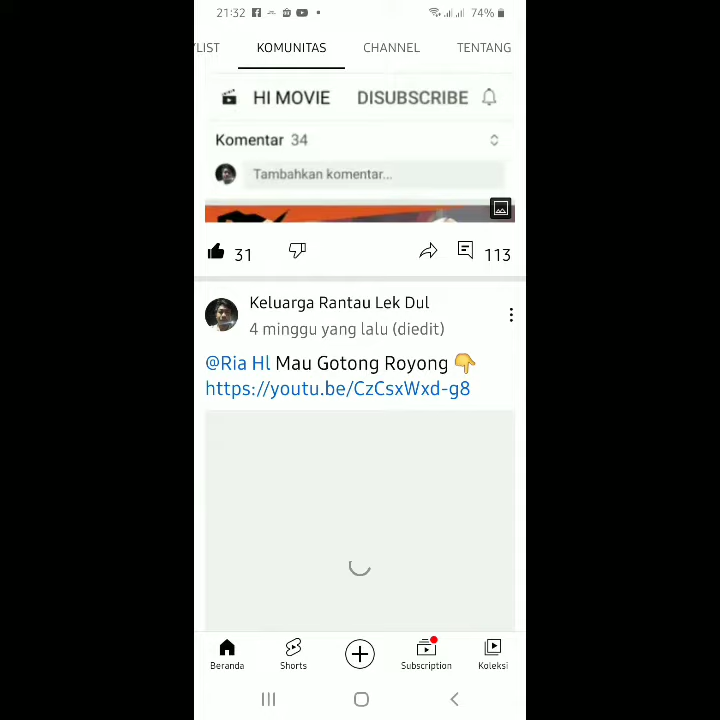 21:32 74%
/LIST KOMUNITAS CHANNEL TENTANG
HI MOVIE DISUBSCRIBE
Komentar 34
Tambahkan komentar...
31 113
Keluarga Rantau Lek Dul
4 minggu yang lalu (diedit)
@Ria Hl Mau Gotong Royong 👇
https://youtu.be/CzCsxWxd-g8
Beranda Shorts Subscription Koleksi